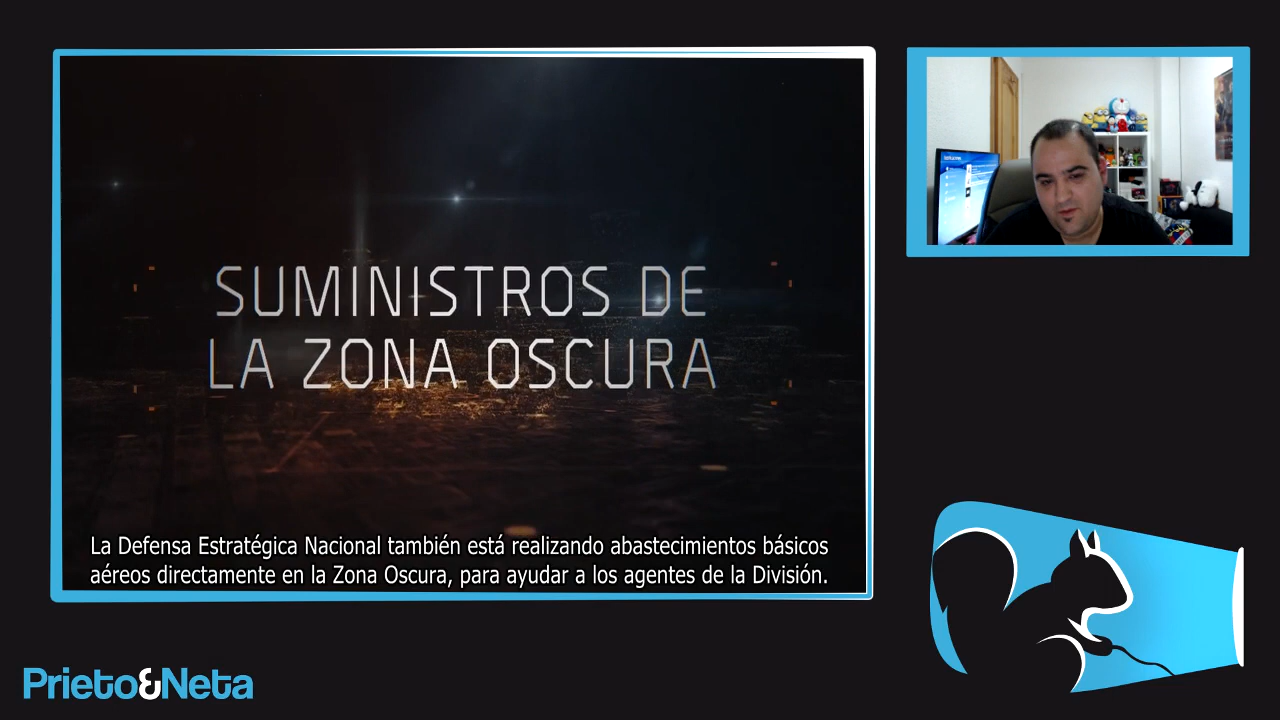 SUMINISTROS DE
LA ZONA OSCURA
La Defensa Estratégica Nacional también está realizando abastecimientos básicos
aéreos directamente en la Zona Oscura, para ayudar a los agentes de la División.
Prieto&Neta